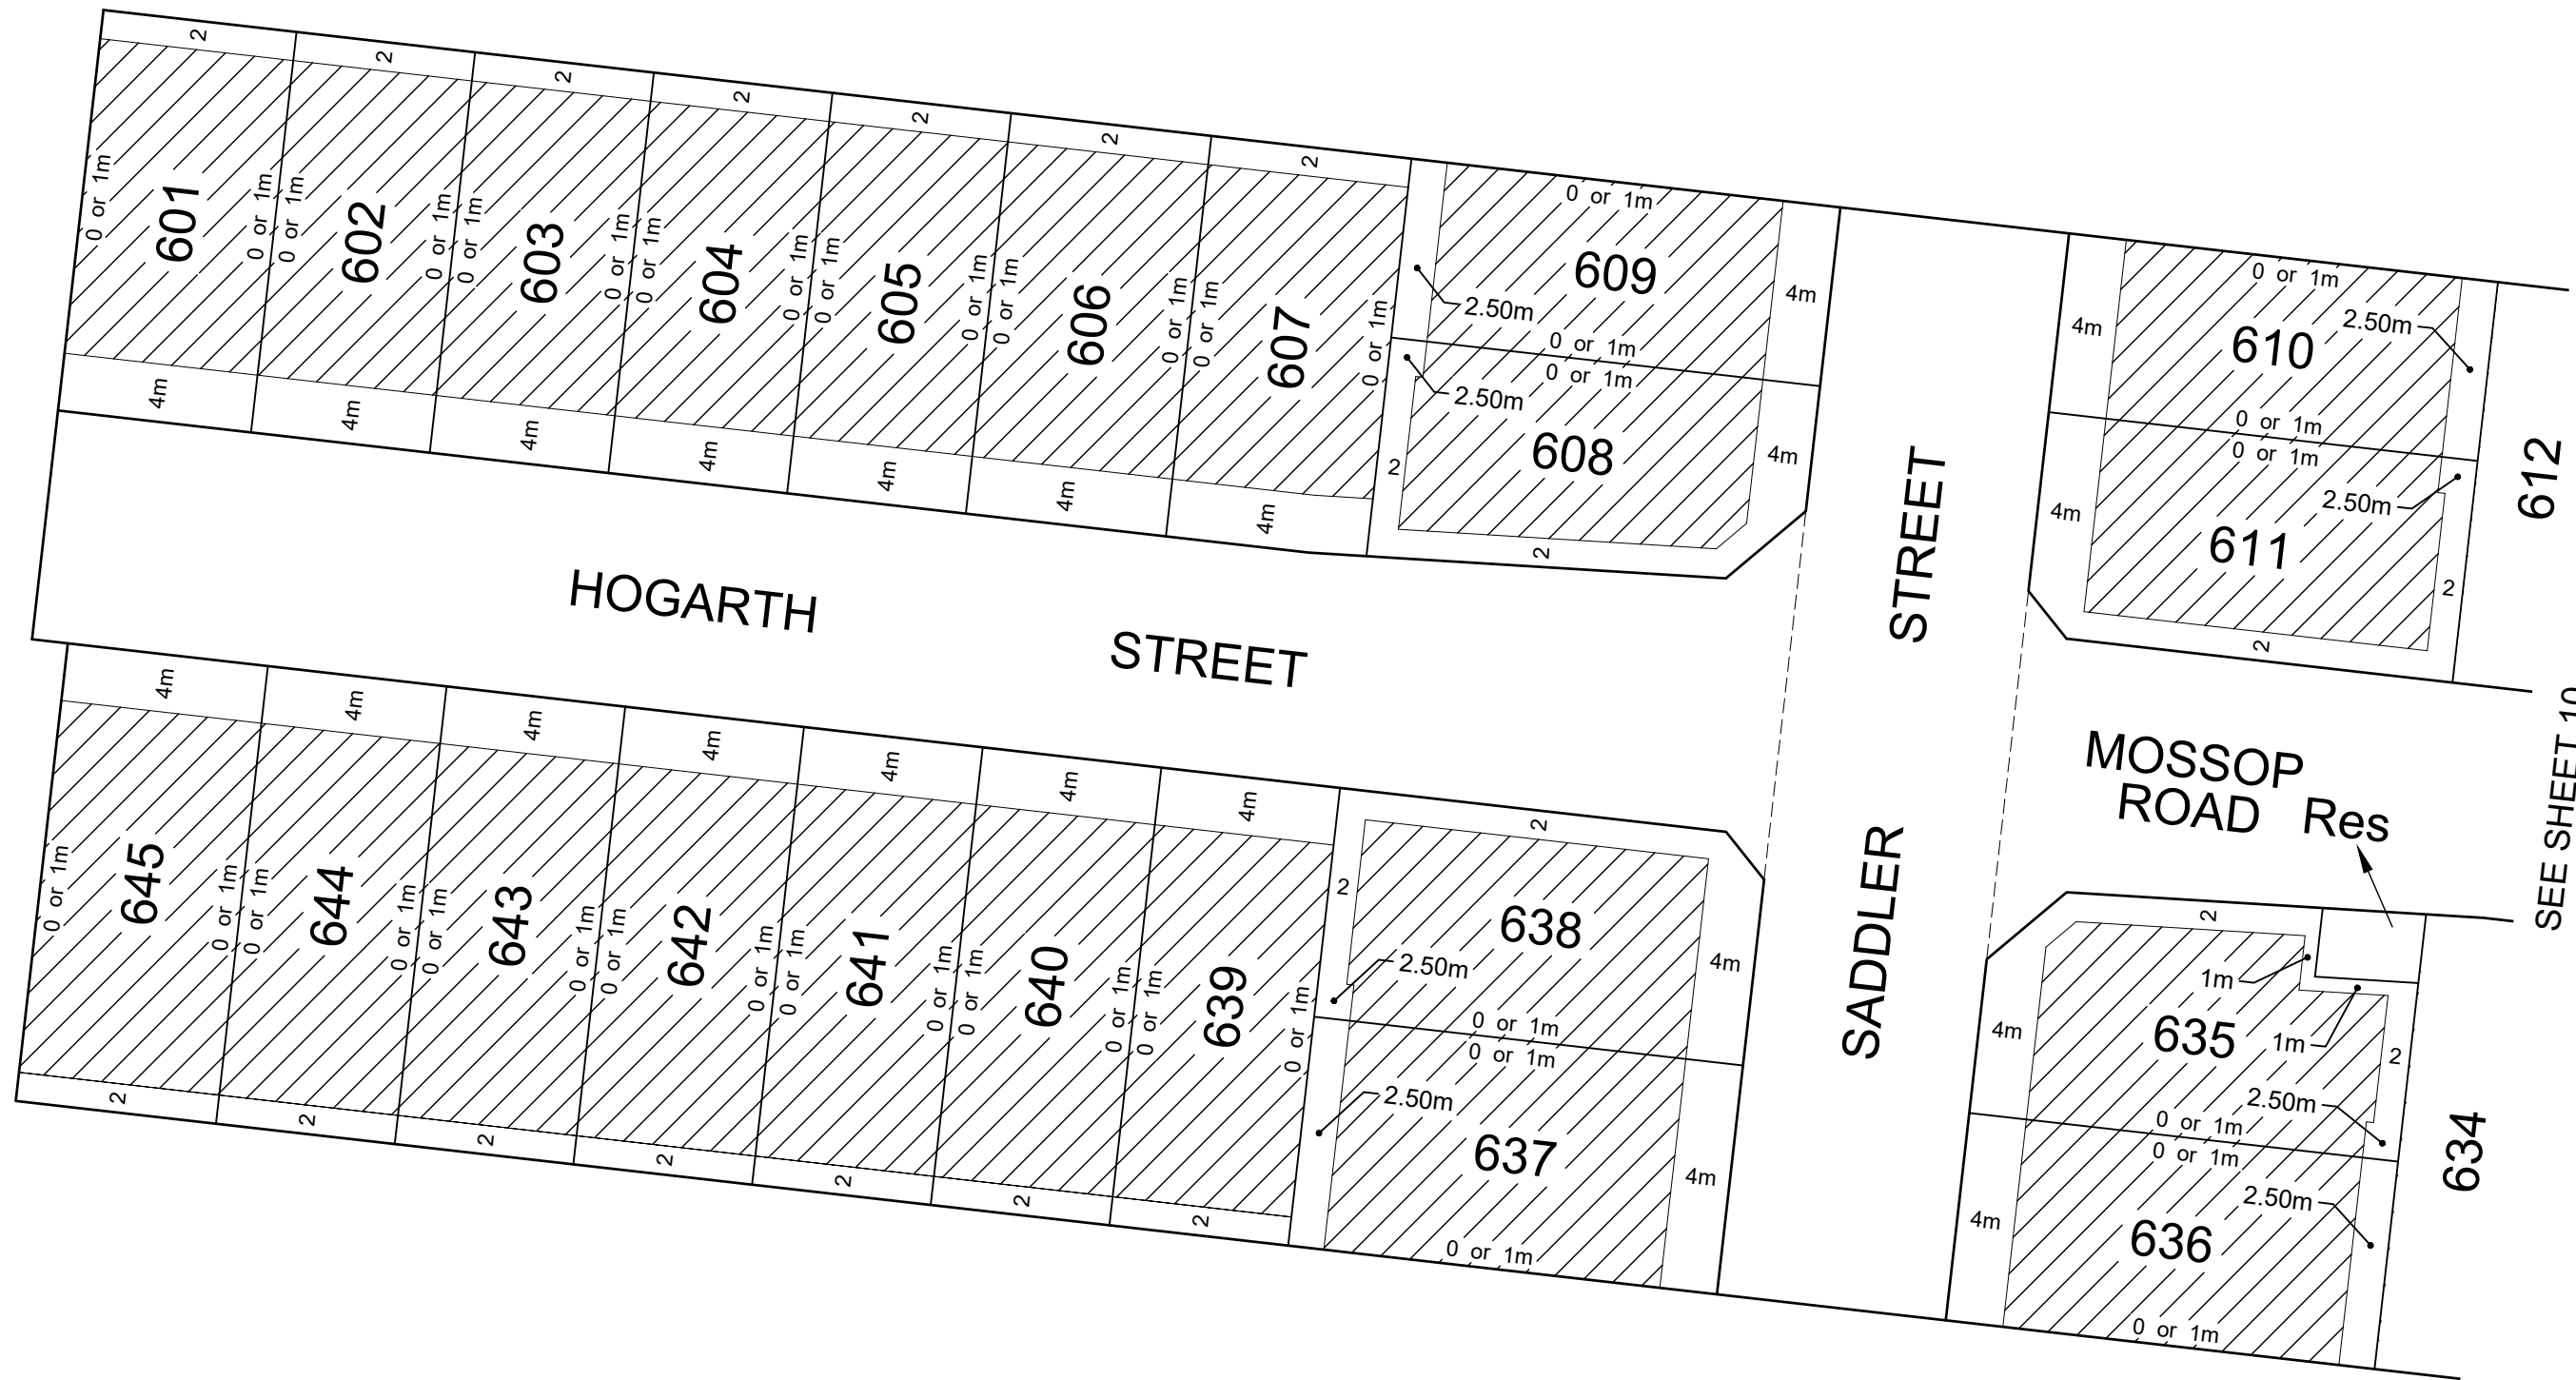 2
2
2
2
2
2
2
0 or 1m
601
0 or 1m
0 or 1m
602
0 or 1m
0 or 1m
603
0 or 1m
0 or 1m
604
0 or 1m
0 or 1m
605
0 or 1m
0 or 1m
606
0 or 1m
0 or 1m
607
0 or 1m
4m
4m
4m
4m
4m
4m
4m
0 or 1m
609
4m
2.50m
0 or 1m
0 or 1m
2.50m
608
4m
2
2
0 or 1m
4m
2.50m
610
0 or 1m
0 or 1m
2.50m
4m
611
2
2
612
HOGARTH
STREET
STREET
SADDLER
MOSSOP
ROAD
Res
SEE SHEET 10
4m
4m
4m
4m
4m
4m
4m
0 or 1m
645
0 or 1m
0 or 1m
644
0 or 1m
0 or 1m
643
0 or 1m
0 or 1m
642
0 or 1m
0 or 1m
641
0 or 1m
0 or 1m
640
0 or 1m
0 or 1m
639
0 or 1m
2
2
2
2
2
2
2
2
2
638
4m
2.50m
0 or 1m
0 or 1m
2.50m
637
4m
0 or 1m
2
1m
4m
635
1m
2
2.50m
0 or 1m
0 or 1m
2.50m
4m
636
0 or 1m
634